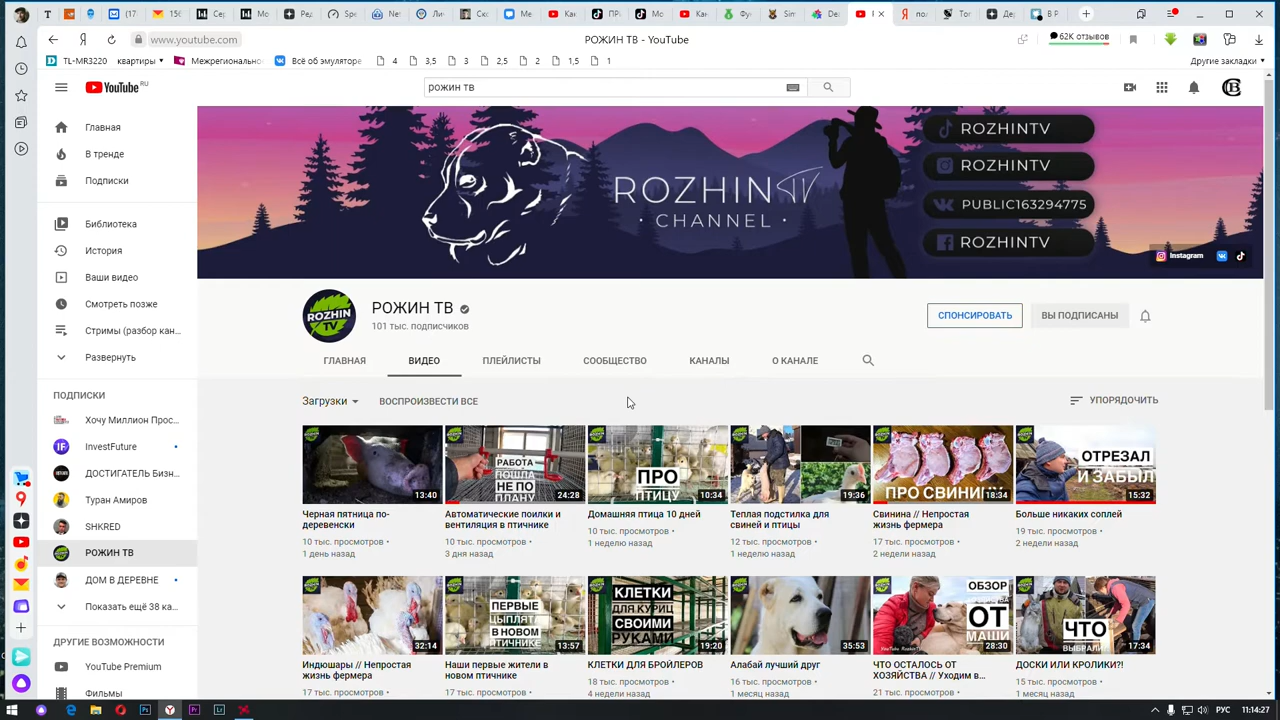 РОЖИН ТВ - YouTube
www.youtube.com
62К отзывов
TL-MR3220
квартиры
Межрегиональнс
Всё об эмуляторе
4
3,5
3
2,5
2
1,5
1
Другие закладки
YouTube RU
рожин тв
ROZHINTV
ROZHINTV
PUBLIC163294775
ROZHINTV
ROZHIN TV
· CHANNEL ·
Instagram
Главная
В тренде
Подписки
Библиотека
История
Ваши видео
Смотреть позже
Стримы (разбор кан...
Развернуть
ПОДПИСКИ
Хочу Миллион Прос...
InvestFuture
ДОСТИГАТЕЛЬ Бизн...
Туран Амиров
SHKRED
РОЖИН ТВ
ДОМ В ДЕРЕВНЕ
Показать ещё 38 ка...
ДРУГИЕ ВОЗМОЖНОСТИ
YouTube Premium
Фильмы
ROZHIN TV
РОЖИН ТВ
101 тыс. подписчиков
СПОНСИРОВАТЬ
ВЫ ПОДПИСАНЫ
ГЛАВНАЯ
ВИДЕО
ПЛЕЙЛИСТЫ
СООБЩЕСТВО
КАНАЛЫ
О КАНАЛЕ
Загрузки
ВОСПРОИЗВЕСТИ ВСЕ
УПОРЯДОЧИТЬ
13:40
Черная пятница по-
деревенски
10 тыс. просмотров •
1 день назад
РАБОТА
ПОШЛА
НЕ ПО
ПЛАНУ
24:28
Автоматические поилки и
вентиляция в птичнике
10 тыс. просмотров •
3 дня назад
ПРО
ПТИЦУ
10:34
Домашняя птица 10 дней
10 тыс. просмотров •
1 неделю назад
19:36
Теплая подстилка для
свиней и птицы
12 тыс. просмотров •
1 неделю назад
ПРО СВИНИНУ
18:34
Свинина // Непростая
жизнь фермера
17 тыс. просмотров •
2 недели назад
ОТРЕЗАЛ
И ЗАБЫЛ
15:32
Больше никаких соплей
19 тыс. просмотров •
2 недели назад
32:14
Индюшары // Непростая
жизнь фермера
17 тыс. просмотров •
ПЕРВЫЕ
ЦЫПЛЯТА
В НОВОМ
ПТИЧНИКЕ
13:57
Наши первые жители в
новом птичнике
17 тыс. просмотров •
КЛЕТКИ
ДЛЯ КУРИЦ
СВОИМИ
РУКАМИ
19:20
КЛЕТКИ ДЛЯ БРОЙЛЕРОВ
18 тыс. просмотров •
4 недели назад
35:53
Алабай лучший друг
16 тыс. просмотров •
1 месяц назад
ОБЗОР
ОТ
МАШИ
28:30
ЧТО ОСТАЛОСЬ ОТ
ХОЗЯЙСТВА // Уходим в...
21 тыс. просмотров •
ЧТО
ВЫБРАЛИ
17:34
ДОСКИ ИЛИ КРОЛИКИ?!
17 тыс. просмотров •
1 месяц назад
РУС
11:14:27